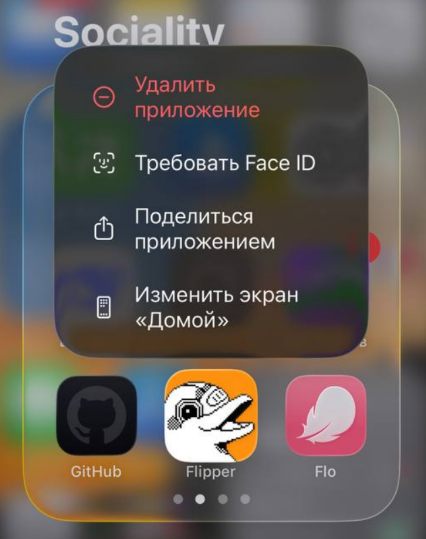 Sociality
Удалить
приложение
Требовать Face ID
Поделиться
приложением
Изменить экран
«Домой»
GitHub
Flipper
Flo